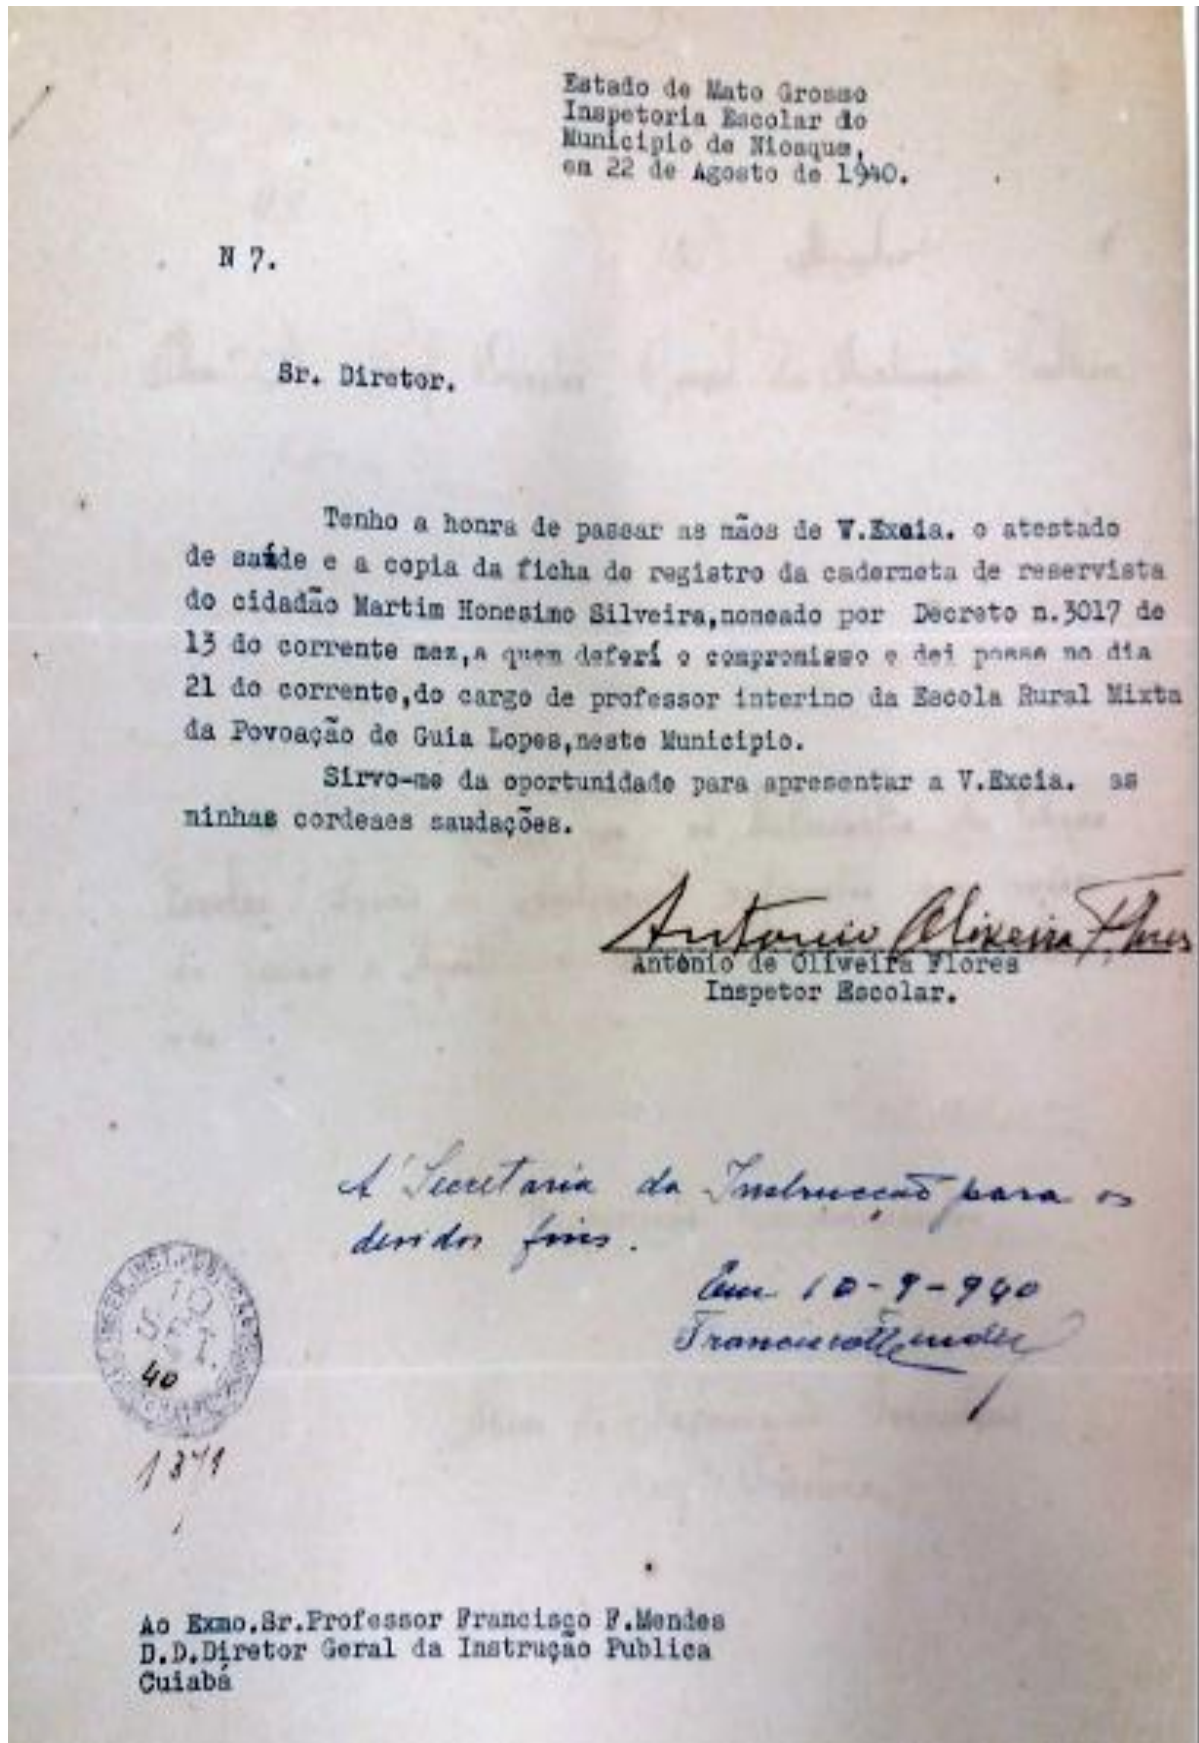 Estado de Mato Grosso
Inspetoria Escolar do
Municipio de Nioaque,
em 22 de Agosto de 1940.
N 7.
Sr. Diretor.
Tenho a honra de passar as mãos de V.Excia. o atestado
de saúde e a copia da ficha de registro da caderneta de reservista
do cidadão Martim Honesimo Silveira,nomeado por Decreto n.3017 de
13 do corrente mez,a quem deferí o compromisso e dei posse no dia
21 do corrente,do cargo de professor interino da Escola Rural Mixta
da Povoação de Guia Lopes,neste Municipio.
Sirvo-me da oportunidade para apresentar a V.Excia. as
minhas cordeaes saudações.
Antonio Oliveira Flores
Antônio de Oliveira Flores
Inspetor Escolar.
A' Secretaria da Instrucção para os
devidos fins.
Em 10-9-940
Francisco Mendes
10
SET.
40
Ao Exmo.Sr.Professor Francisco F.Mendes
D.D.Diretor Geral da Instrução Publica
Cuiabá